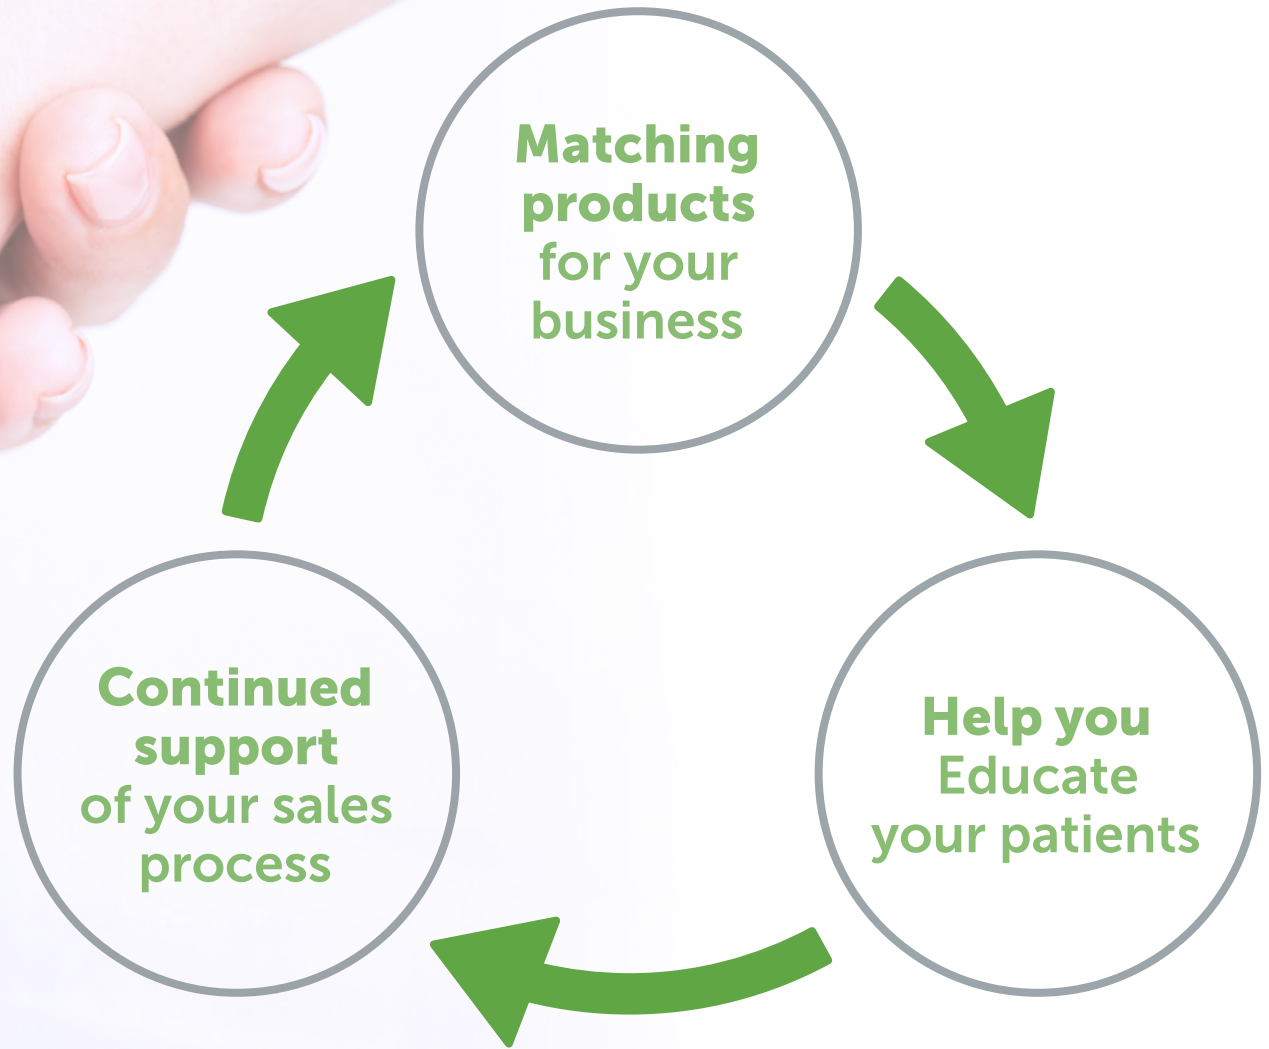 Matching
products
for your
business
Continued
support
of your sales
process
Help you
Educate
your patients